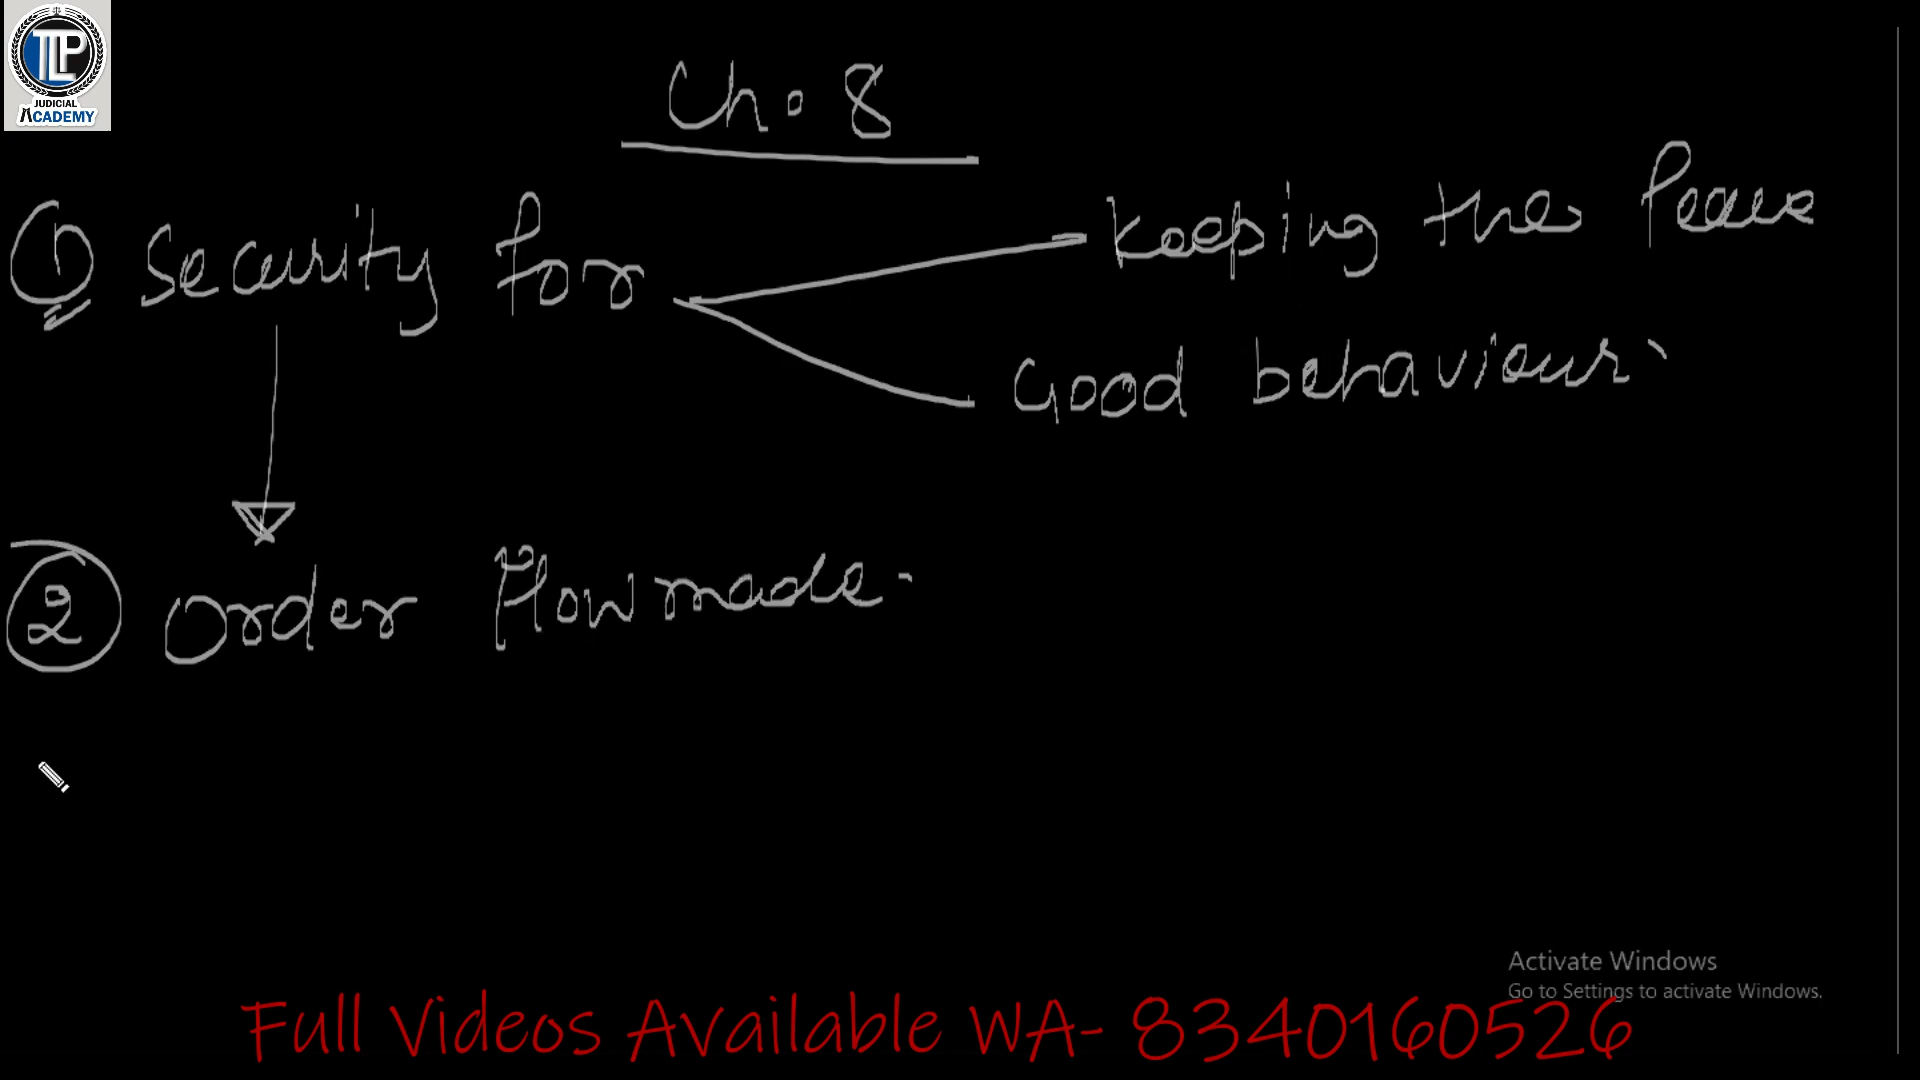 TLP
JUDICIAL
ACADEMY
Ch. 8
① Security for
Keeping the Peace
Good behaviour.
② Order How made.
Activate Windows
Go to Settings to activate Windows.
Full Videos Available WA- 8340160526